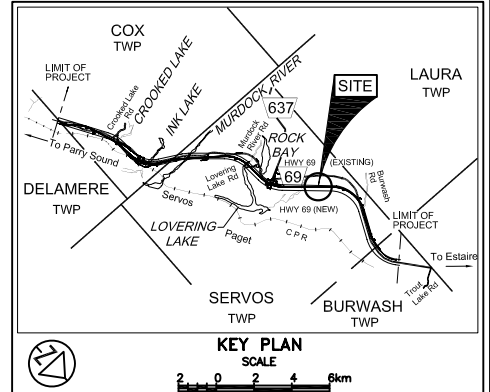 COX
TWP
LIMIT OF
PROJECT
Crooked Lake
Rd
CROOKED LAKE
INK LAKE
MURDOCK RIVER
637
SITE
LAURA
TWP
To Parry Sound
Murdock
River Rd
ROCK
BAY
HWY 69 (EXISTING)
69
Lovering
Lake Rd
Burwash
Rd
DELAMERE
TWP
Servos
HWY 69 (NEW)
LIMIT OF
PROJECT
LOVERING
LAKE
Paget
CPR
To Estaire
Trout
Lake Rd
SERVOS
TWP
BURWASH
TWP
KEY PLAN
SCALE
2 0 2 4 6km